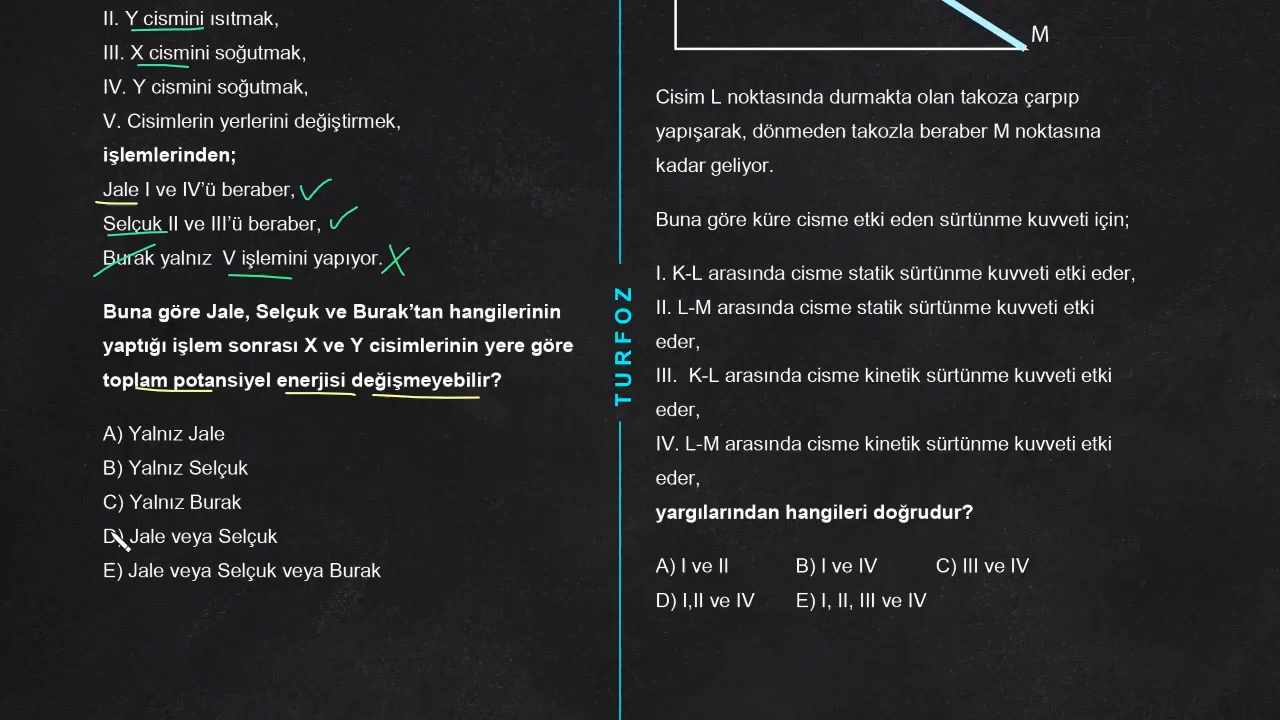 II. Y cismini ısıtmak,
III. X cismini soğutmak,
IV. Y cismini soğutmak,
V. Cisimlerin yerlerini değiştirmek,
işlemlerinden;
Jale I ve IV’ü beraber,
Selçuk II ve III’ü beraber,
Burak yalnız  V işlemini yapıyor.
Buna göre Jale, Selçuk ve Burak’tan hangilerinin
yaptığı işlem sonrası X ve Y cisimlerinin yere göre
toplam potansiyel enerjisi değişmeyebilir?
A) Yalnız Jale
B) Yalnız Selçuk
C) Yalnız Burak
D) Jale veya Selçuk
E) Jale veya Selçuk veya Burak
TURFOZ
M
Cisim L noktasında durmakta olan takoza çarpıp
yapışarak, dönmeden takozla beraber M noktasına
kadar geliyor.
Buna göre küre cisme etki eden sürtünme kuvveti için;
I. K-L arasında cisme statik sürtünme kuvveti etki eder,
II. L-M arasında cisme statik sürtünme kuvveti etki
eder,
III.  K-L arasında cisme kinetik sürtünme kuvveti etki
eder,
IV. L-M arasında cisme kinetik sürtünme kuvveti etki
eder,
yargılarından hangileri doğrudur?
A) I ve II B) I ve IV C) III ve IV
D) I,II ve IV E) I, II, III ve IV